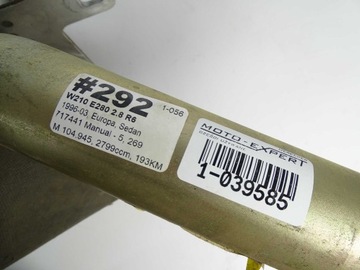 #292
1-056
W210 E280 2.8 R6
1996-03, Europa, Sedan
717441 Manual - 5, 269
M 104.945, 2799ccm, 193KM
MOTO-EXPERT
1-039585